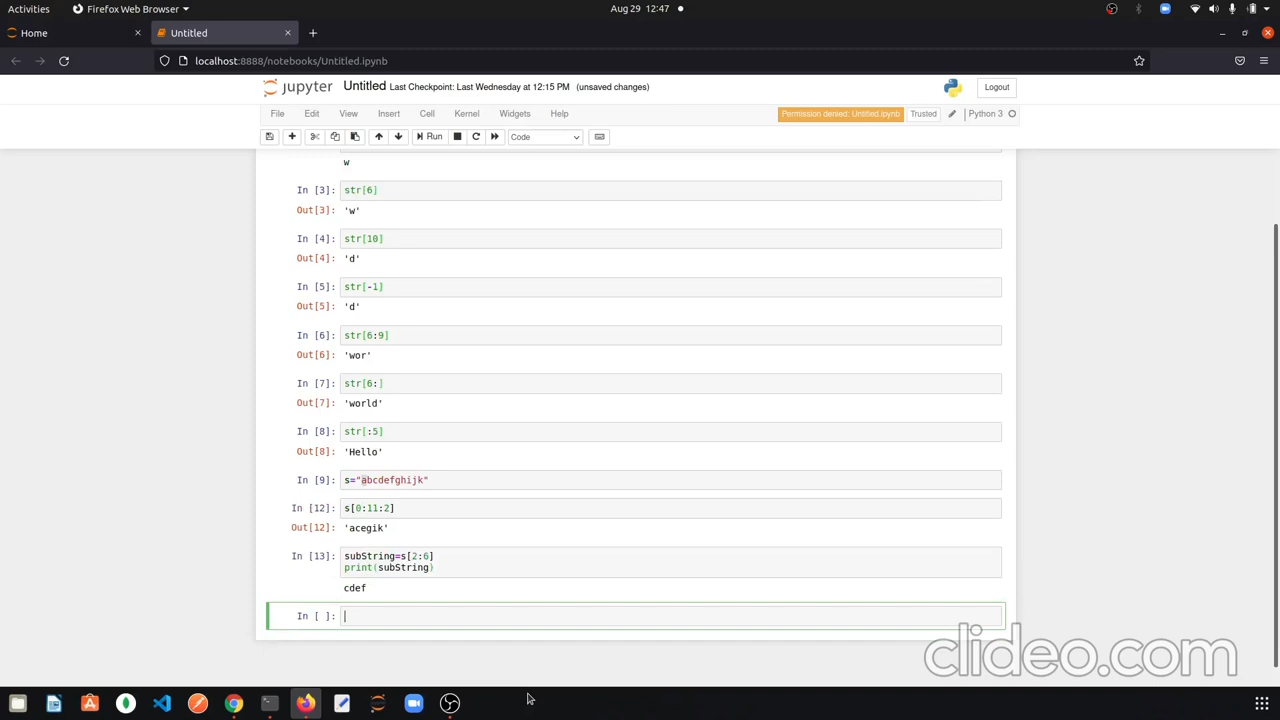 Activities
Firefox Web Browser
Aug 29 12:47
Home
Untitled
localhost:8888/notebooks/Untitled.ipynb
jupyter Untitled Last Checkpoint: Last Wednesday at 12:15 PM (unsaved changes)
Logout
File Edit View Insert Cell Kernel Widgets Help
Permission denied: Untitled.ipynb
Trusted
Python 3
Run
Code
w
In [3]: str[6]
Out[3]: 'w'
In [4]: str[10]
Out[4]: 'd'
In [5]: str[-1]
Out[5]: 'd'
In [6]: str[6:9]
Out[6]: 'wor'
In [7]: str[6:]
Out[7]: 'world'
In [8]: str[:5]
Out[8]: 'Hello'
In [9]: s="abcdefghijk"
In [12]: s[0:11:2]
Out[12]: 'acegik'
In [13]: subString=s[2:6]
print(subString)
cdef
In [ ]:
clideo.com